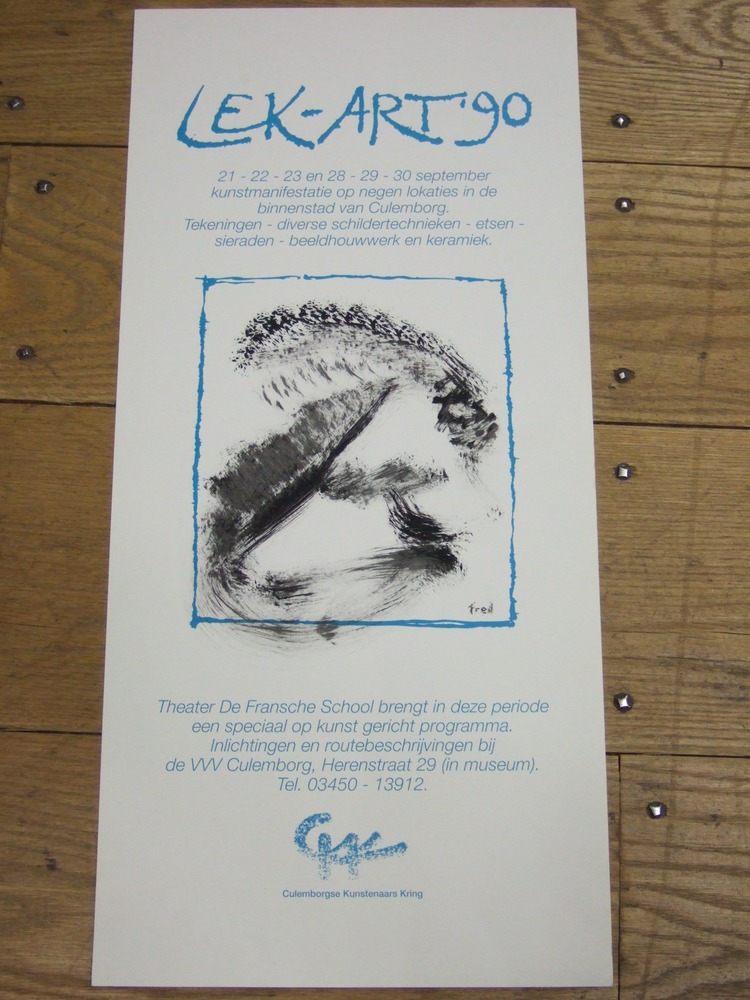 LEK-ART'90
21 - 22 - 23 en 28 - 29 - 30 september
kunstmanifestatie op negen lokaties in de
binnenstad van Culemborg.
Tekeningen - diverse schildertechnieken - etsen -
sieraden - beeldhouwwerk en keramiek.
Fred
Theater De Fransche School brengt in deze periode
een speciaal op kunst gericht programma.
Inlichtingen en routebeschrijvingen bij
de VVV Culemborg, Herenstraat 29 (in museum).
Tel. 03450 - 13912.
Culemborgse Kunstenaars Kring